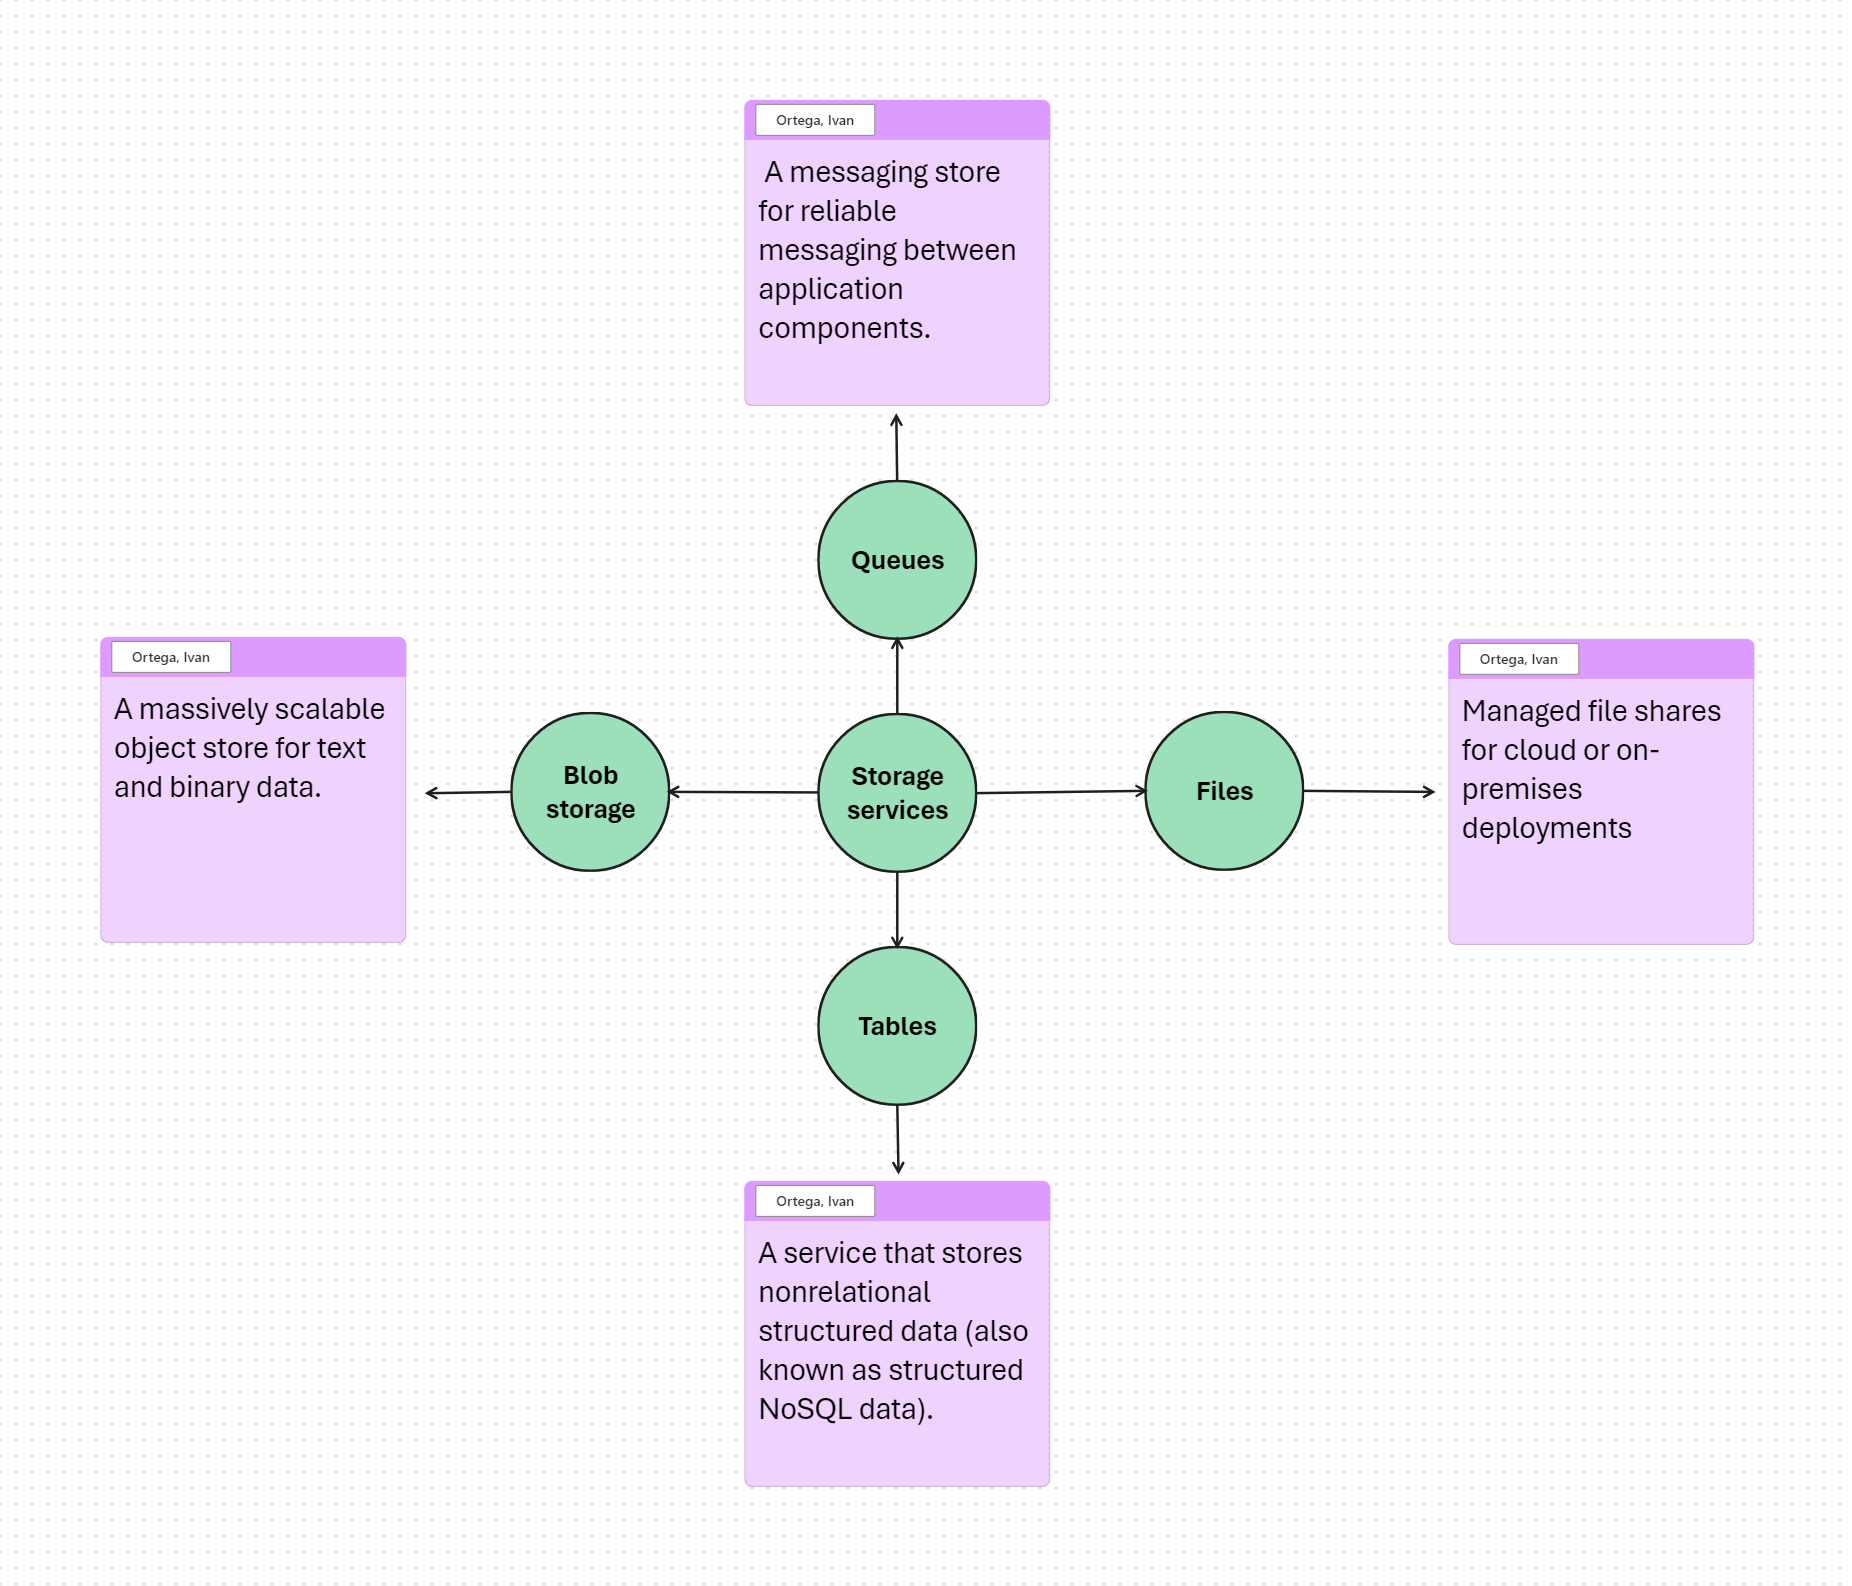 Ortega, Ivan
A messaging store
for reliable
messaging between
application
components.
Queues
Ortega, Ivan
A massively scalable
object store for text
and binary data.
Blob
storage
Storage
services
Files
Ortega, Ivan
Managed file shares
for cloud or on-
premises
deployments
Tables
Ortega, Ivan
A service that stores
nonrelational
structured data (also
known as structured
NoSQL data).